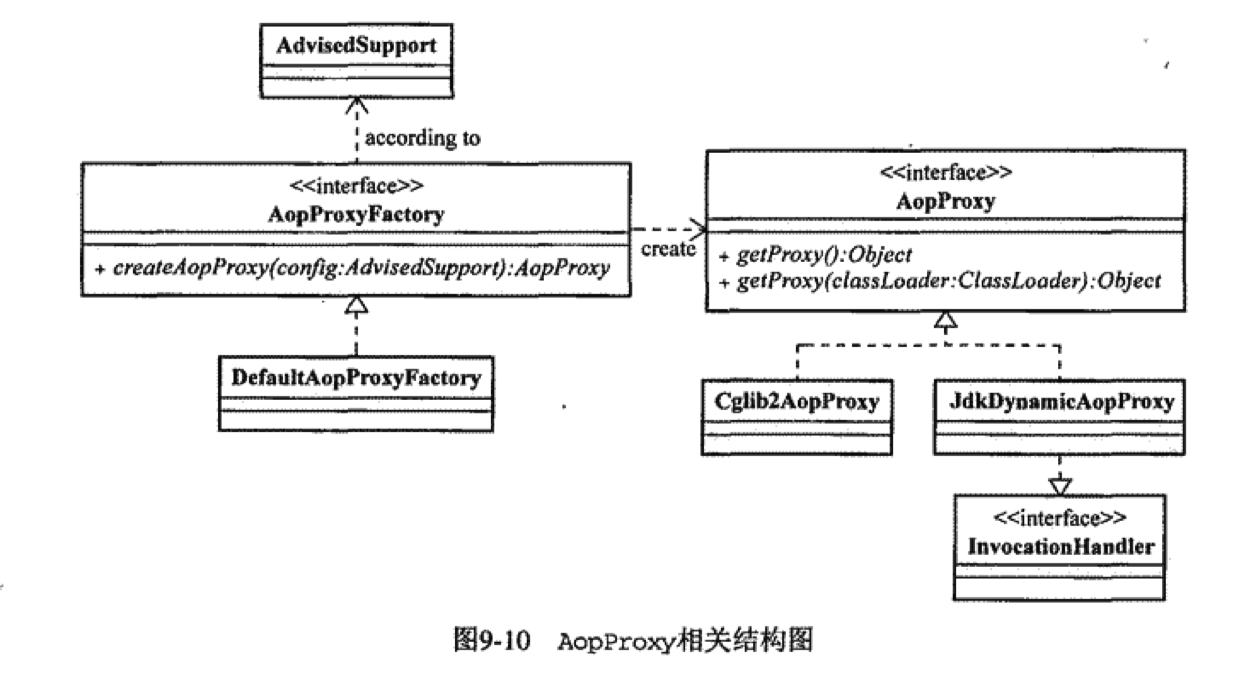 AdvisedSupport
according to
<<interface>>
AopProxyFactory
+ createAopProxy(config:AdvisedSupport):AopProxy
create
<<interface>>
AopProxy
+ getProxy():Object
+ getProxy(classLoader:ClassLoader):Object
DefaultAopProxyFactory
Cglib2AopProxy
JdkDynamicAopProxy
<<interface>>
InvocationHandler
图9-10 AopProxy相关结构图